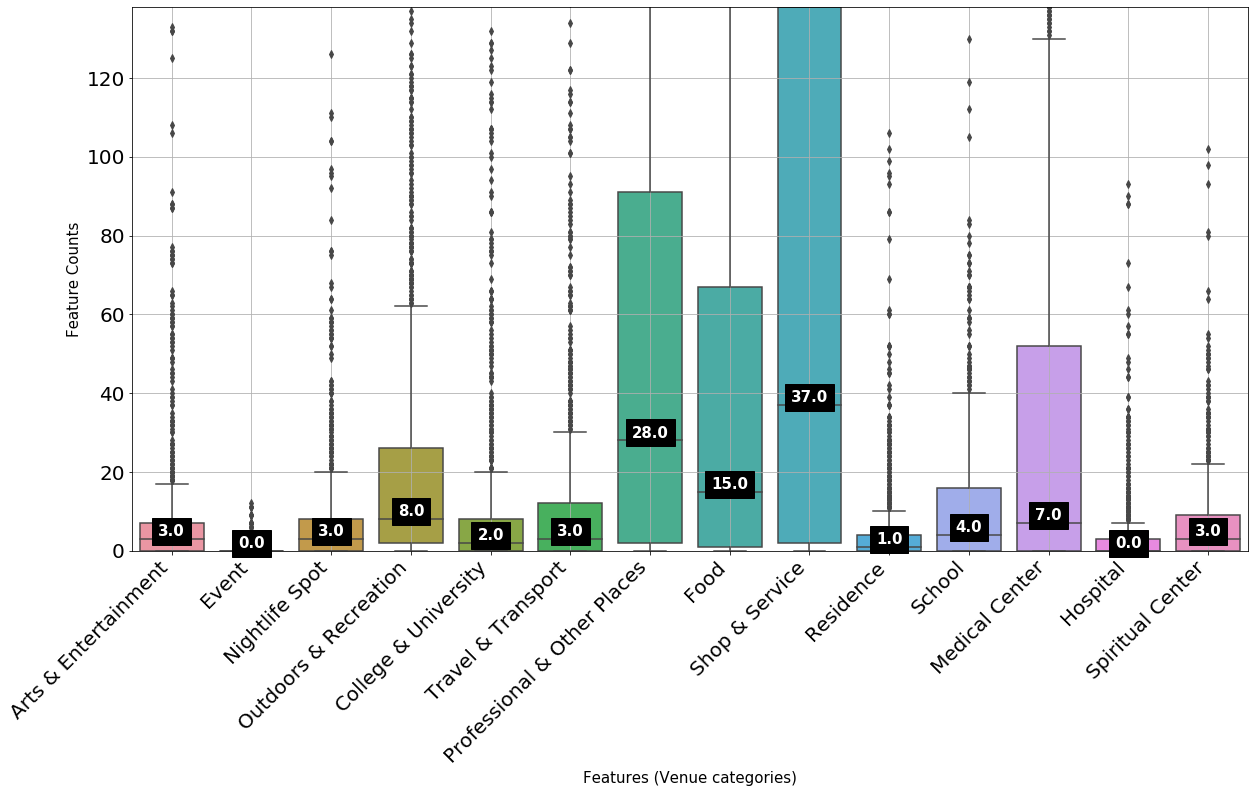 120
100
80
60
40
20
0
Feature Counts
3.0
0.0
3.0
8.0
2.0
3.0
28.0
15.0
37.0
1.0
4.0
7.0
0.0
3.0
Arts & Entertainment
Event
Nightlife Spot
Outdoors & Recreation
College & University
Travel & Transport
Professional & Other Places
Food
Shop & Service
Residence
School
Medical Center
Hospital
Spiritual Center
Features (Venue categories)